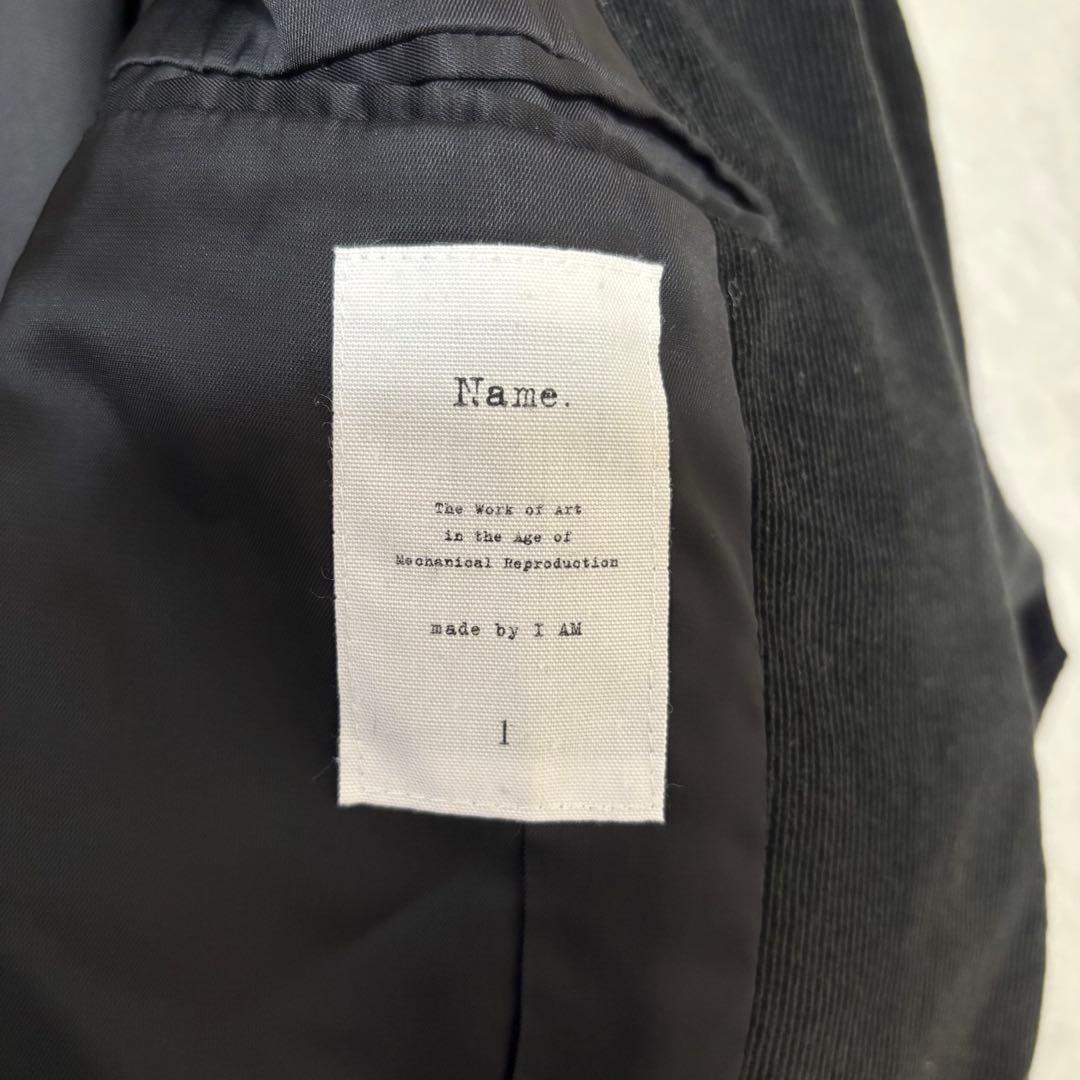 Name.
The Work of Art
in the Age of
Mechanical Reproduction
made by I AM
1